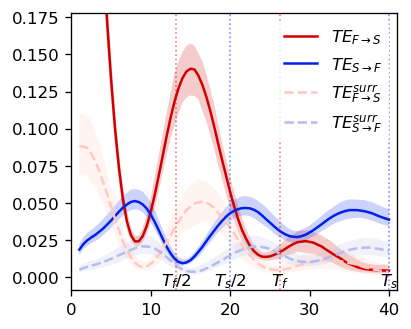 0.175
0.150
0.125
0.100
0.075
0.050
0.025
0.000
TE_{F→S}
TE_{S→F}
TE^{surr}_{F→S}
TE^{surr}_{S→F}
T_f/2
T_s/2
T_f
T_s
0 10 20 30 40